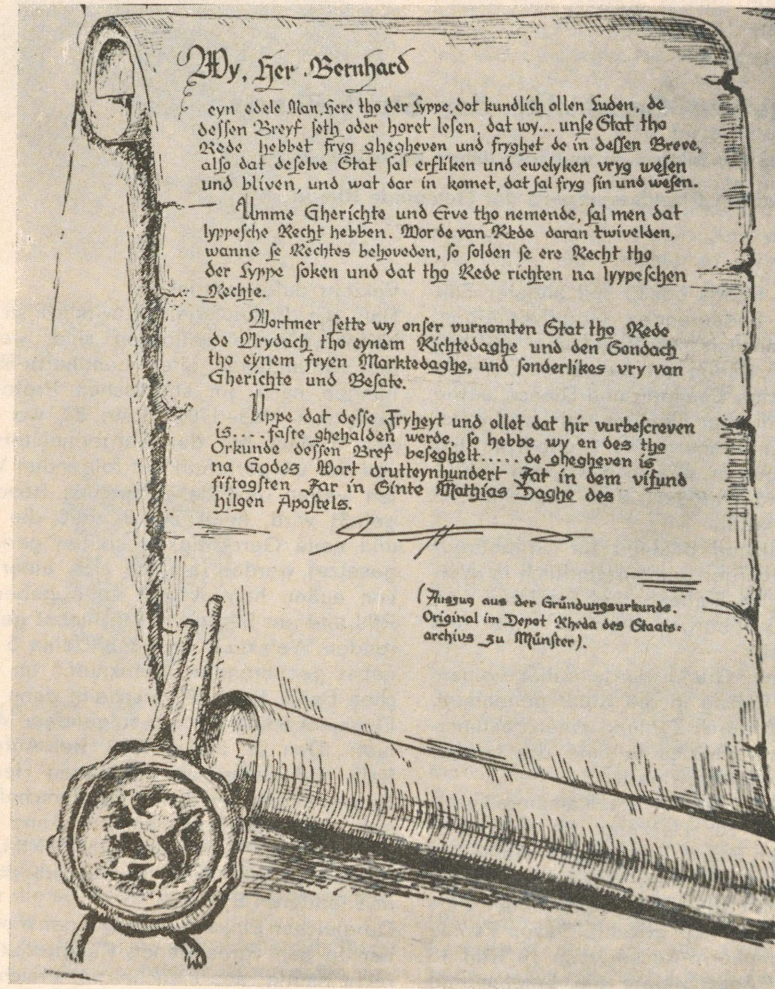 Wy, Her Bernhard
eyn edele Man, Here tho der Lyppe, dot kundlich ollen Luden, de
dessen Breyf seth oder horet lesen, dat wy... unse Stat tho
Rede hebbet fryg ghegheven und fryghet de in dessen Breve,
also dat deselve Stat sal erfliken und ewelyken vryg wesen
und bliven, und wat dar in komet, dat sal fryg sin und wesen.
Umme Gherichte und Erve tho nemende, sal men dat
lyppesche Recht hebben. Wor de van Rede daran twivelden,
wanne se Rechtes behoveden, so solden se ere Recht tho
der Lyppe soken und dat tho Rede richten na lyypeschen
Rechte.
Wortmer sette wy onser vurnomten Stat tho Rede
de Vrydach tho eynem Richtedaghe und den Sondach
tho eynem fryen Marktedaghe, und sonderlikes vry van
Gherichte und Besate.
Uppe dat desse Fryheyt und ollet dat hir vurbescreven
is.... faste ghehalden werde, so hebbe wy en des tho
Orkunde dessen Bref beseghelt..... de ghegheven is
na Godes Wort drutteynhundert Jar in dem vifund
fiftogsten Jar in Sinte Mathias Daghe des
hilgen Apostels.
(Auszug aus der Gründungsurkunde.
Original im Depot Rheda des Staats=
archivs zu Münster).